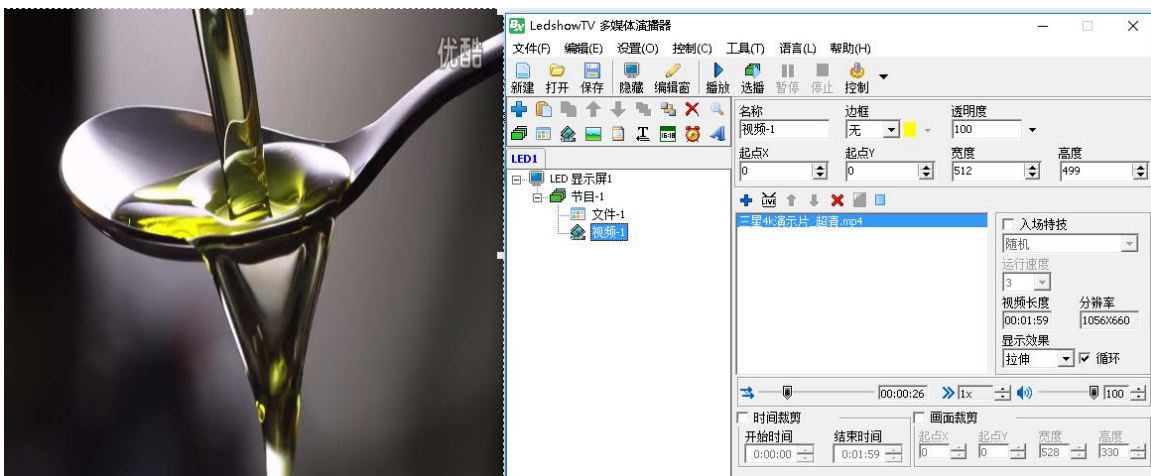 优酷
LedshowTV 多媒体演播器
文件(F) 编辑(E) 设置(O) 控制(C) 工具(T) 语言(L) 帮助(H)
新建 打开 保存 隐藏 编辑窗 播放 选播 暂停 停止 控制
16:18
LED1
LED 显示屏1
节目-1
文件-1
视频-1
名称 边框 透明度
视频-1 无 100
起点X 起点Y 宽度 高度
0 0 512 499
LIVE
三星4k演示片_超清.mp4
入场特技
随机
运行速度
3
视频长度 分辨率
00:01:59 1056X660
显示效果
拉伸 循环
00:00:26 1x 100
时间裁剪 画面裁剪
开始时间 结束时间 起点X 起点Y 宽度 高度
0:00:00 0:01:59 0 0 528 330